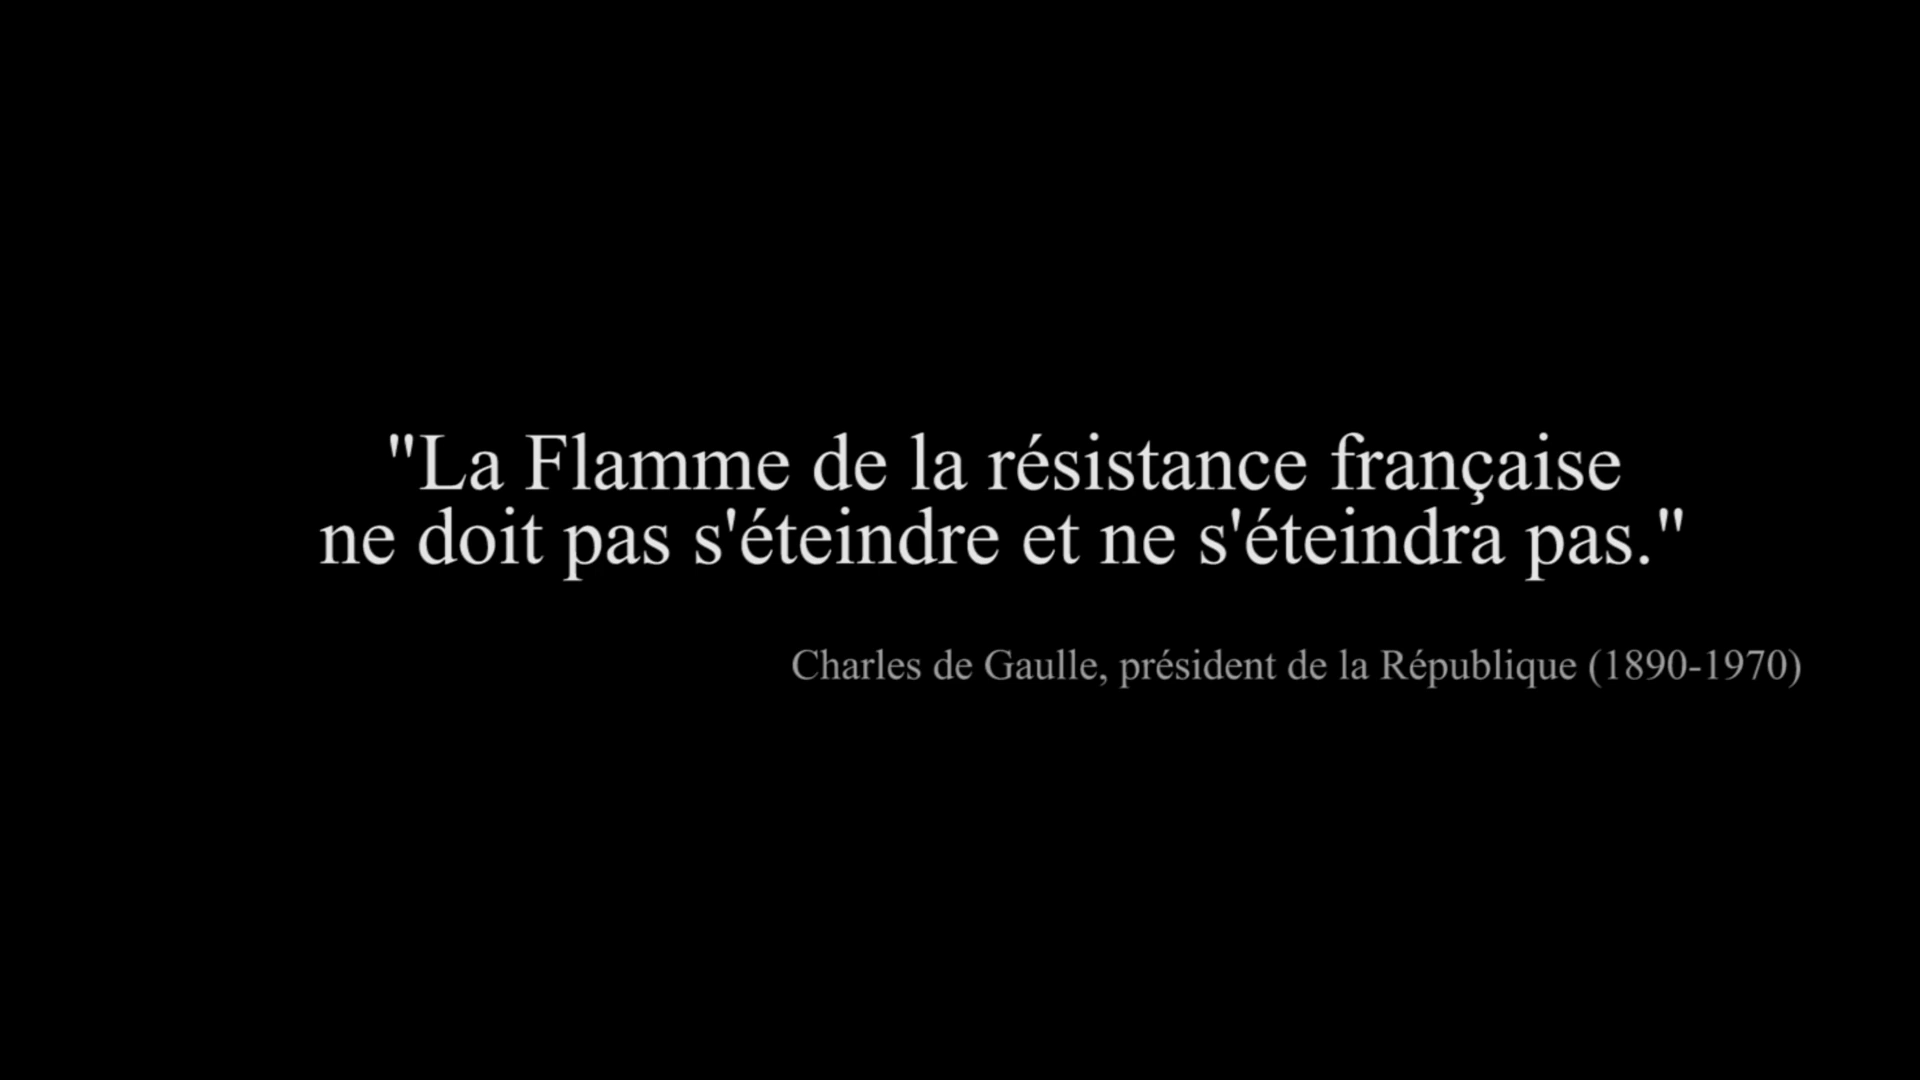 "La Flamme de la résistance française
ne doit pas s'éteindre et ne s'éteindra pas."
Charles de Gaulle, président de la République (1890-1970)